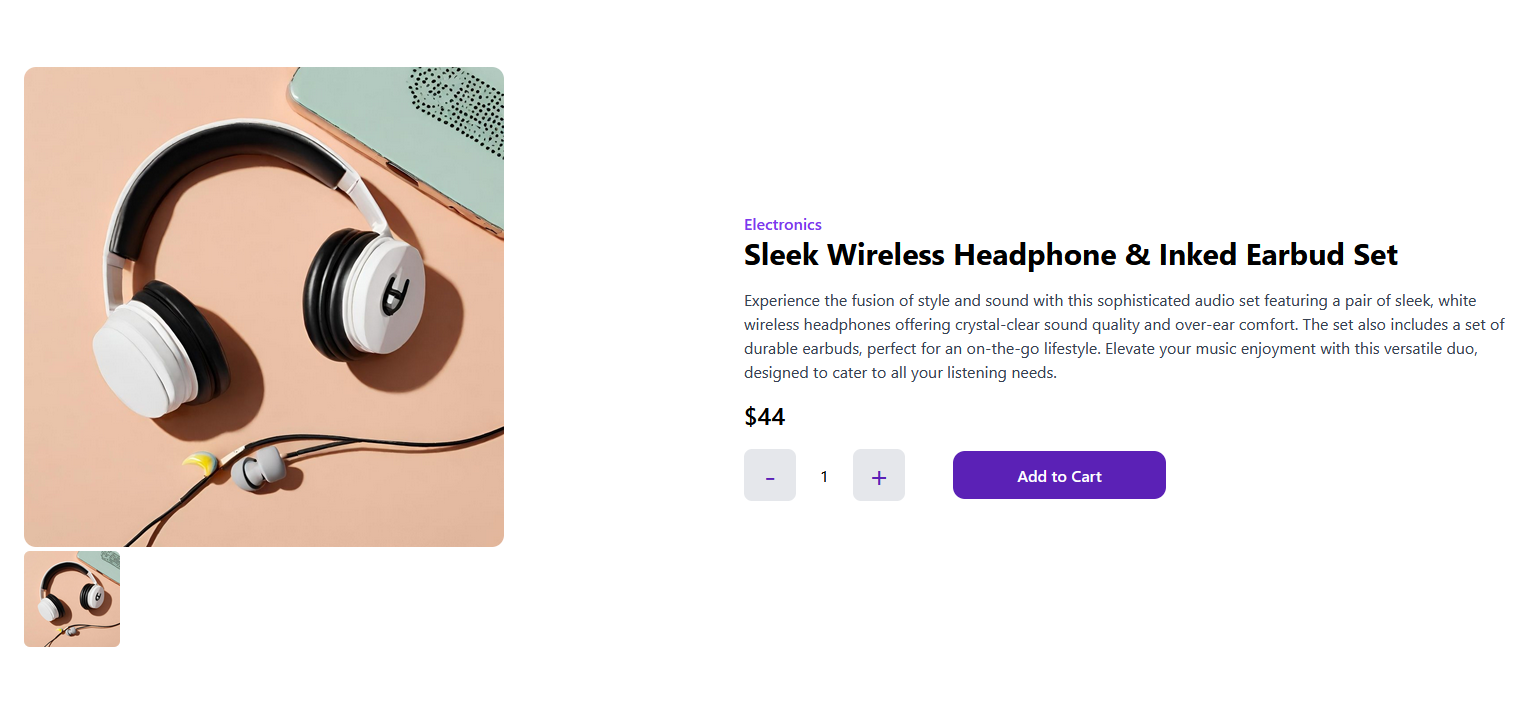 Electronics
Sleek Wireless Headphone & Inked Earbud Set
Experience the fusion of style and sound with this sophisticated audio set featuring a pair of sleek, white
wireless headphones offering crystal-clear sound quality and over-ear comfort. The set also includes a set of
durable earbuds, perfect for an on-the-go lifestyle. Elevate your music enjoyment with this versatile duo,
designed to cater to all your listening needs.
$44
- 1 + Add to Cart